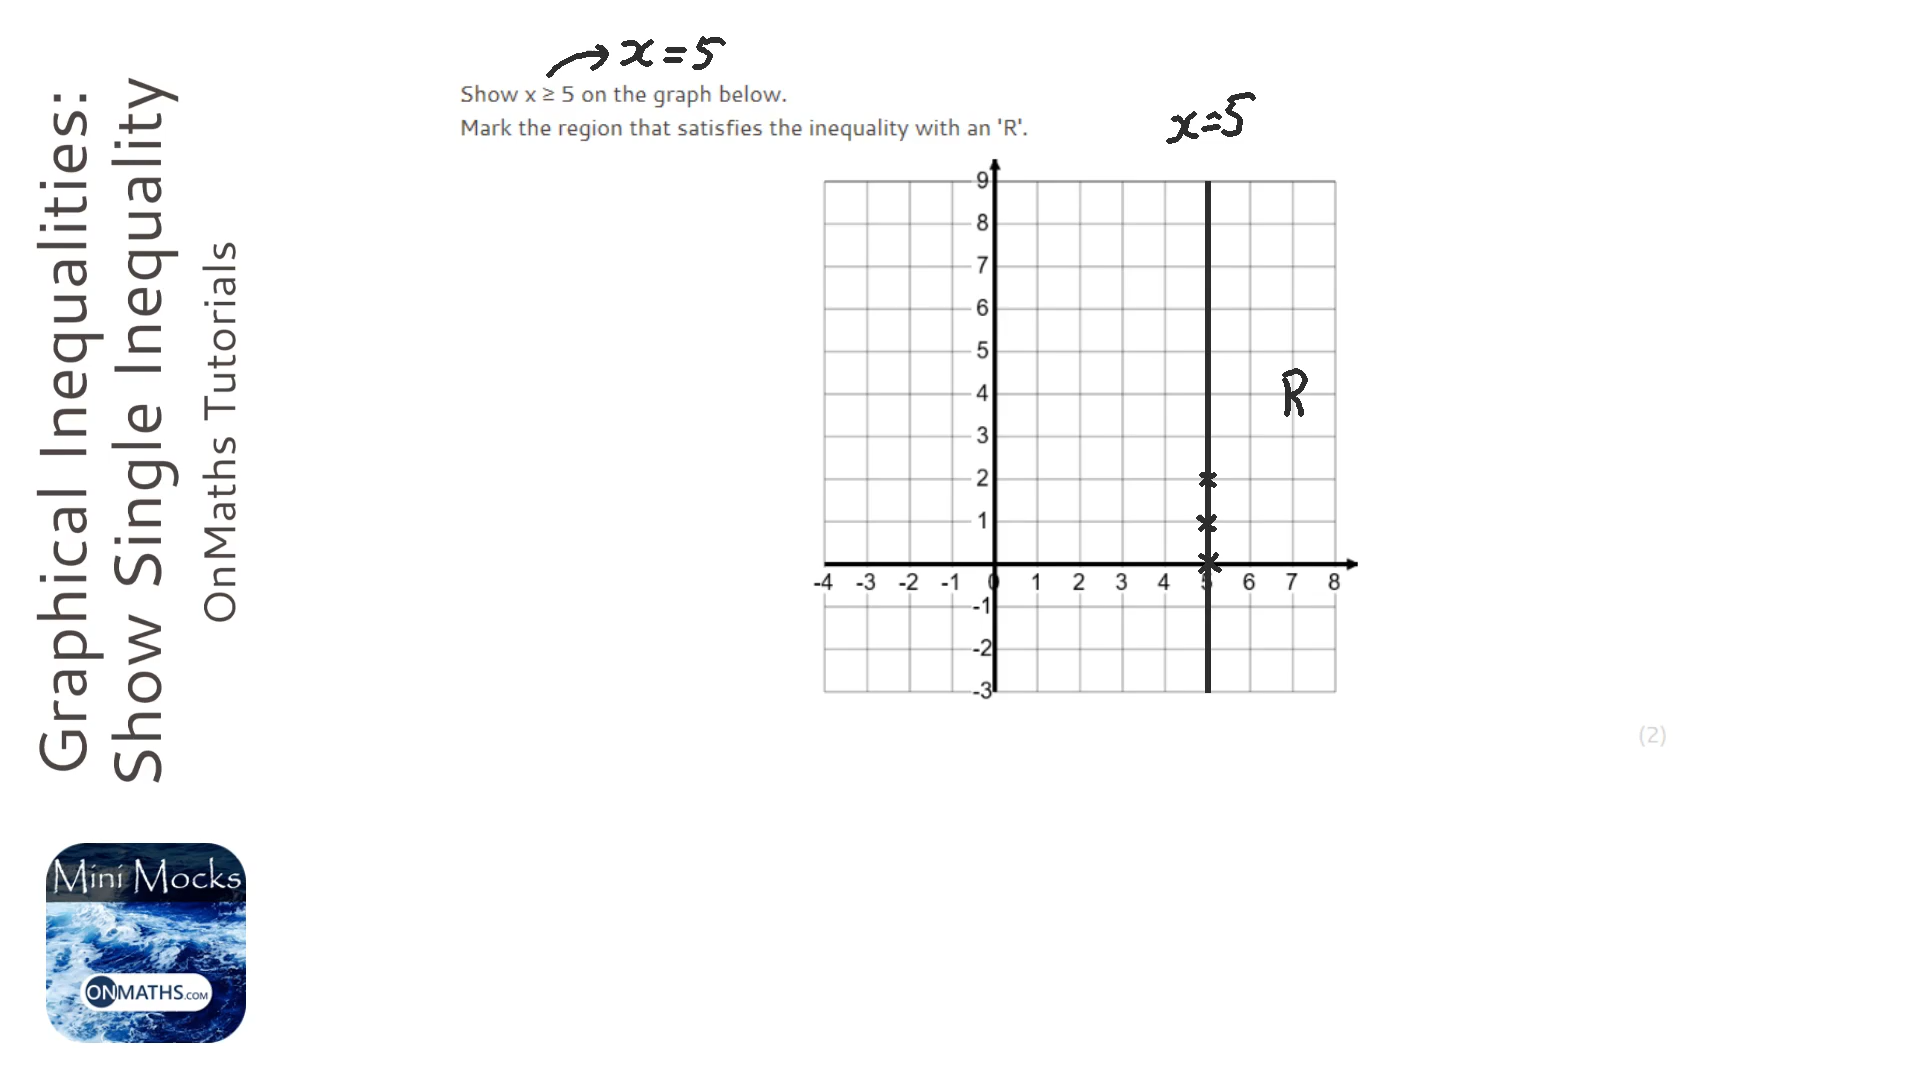 Graphical Inequalities:
Show Single Inequality
OnMaths Tutorials
x=5
Show x ≥ 5 on the graph below.
Mark the region that satisfies the inequality with an 'R'.
x=5
9
8
7
6
5
4
R
3
2
1
-4 -3 -2 -1 0 1 2 3 4 5 6 7 8
-1
-2
-3
(2)
Mini Mocks
ONMATHS.COM